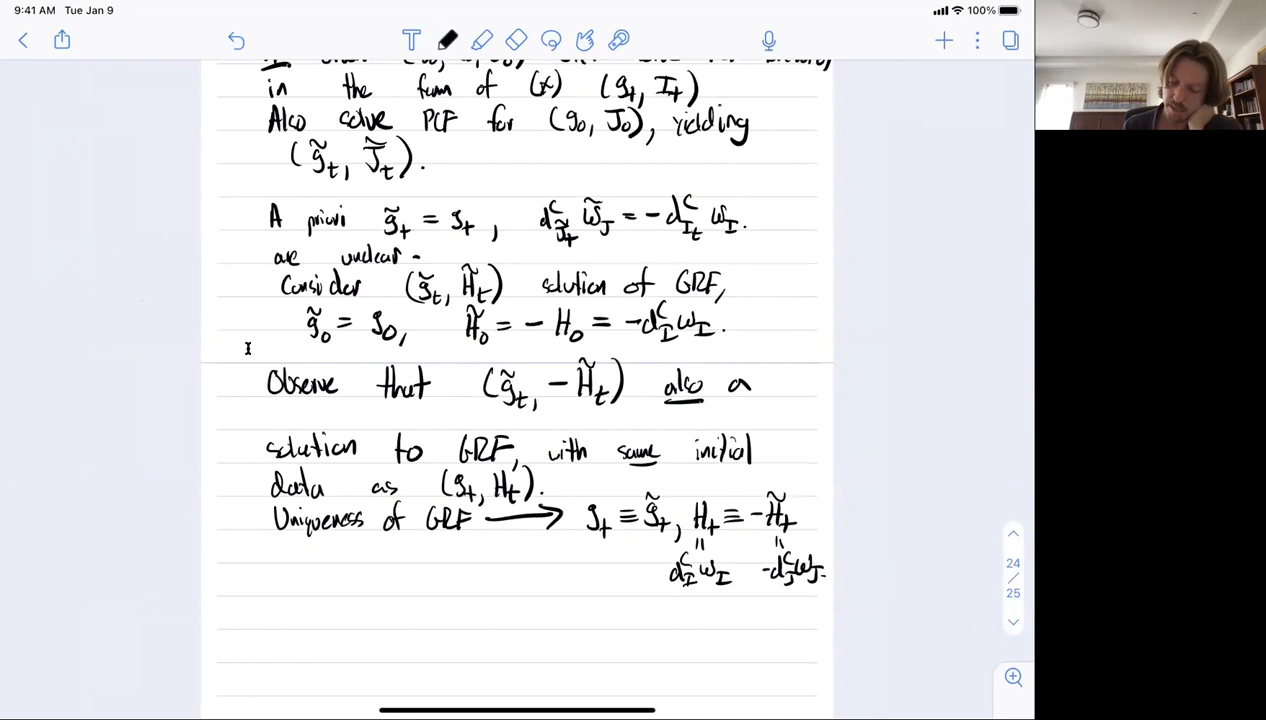 9:41 AM Tue Jan 9
100%
in the form of (*) (g_t, I_t)
Also solve PCF for (g_0, J_0), yielding
(g̃_t, J̃_t).
A priori g̃_t = g_t, d^c_{J̃_t} ω̃_J = - d^c_{I_t} ω_I.
are unclear.
Consider (g̃_t, H̃_t) solution of GRF,
g̃_0 = g_0, H̃_0 = - H_0 = - d^c_I ω_I.
Observe that (g̃_t, - H̃_t) also a
solution to GRF, with same initial
data as (g_t, H_t).
Uniqueness of GRF ⟶ g_t ≡ g̃_t, H_t ≡ - H̃_t
= =
d^c_I ω_I - d^c_J ω_J.
24
/
25